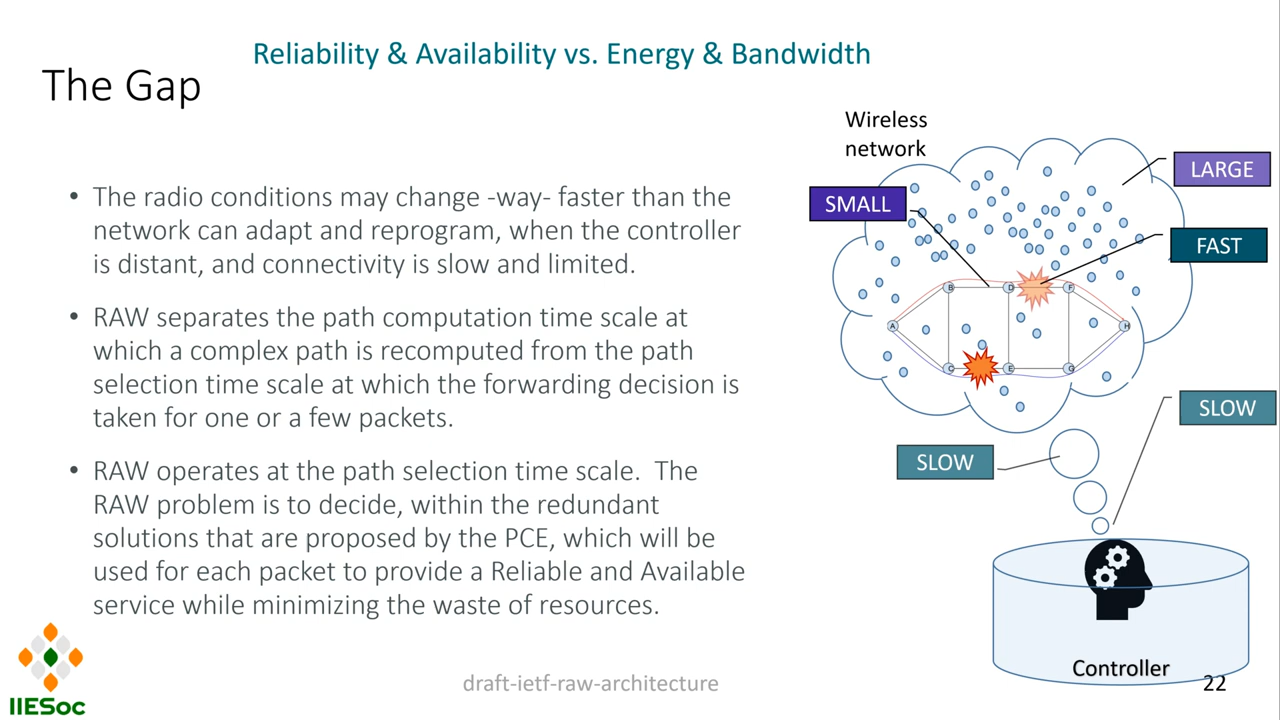 Reliability & Availability vs. Energy & Bandwidth
The Gap
• The radio conditions may change -way- faster than the
network can adapt and reprogram, when the controller
is distant, and connectivity is slow and limited.
• RAW separates the path computation time scale at
which a complex path is recomputed from the path
selection time scale at which the forwarding decision is
taken for one or a few packets.
• RAW operates at the path selection time scale. The
RAW problem is to decide, within the redundant
solutions that are proposed by the PCE, which will be
used for each packet to provide a Reliable and Available
service while minimizing the waste of resources.
Wireless
network
LARGE
SMALL
FAST
B
D
F
A
H
C
E
G
SLOW
SLOW
Controller
IIESoc
draft-ietf-raw-architecture
22